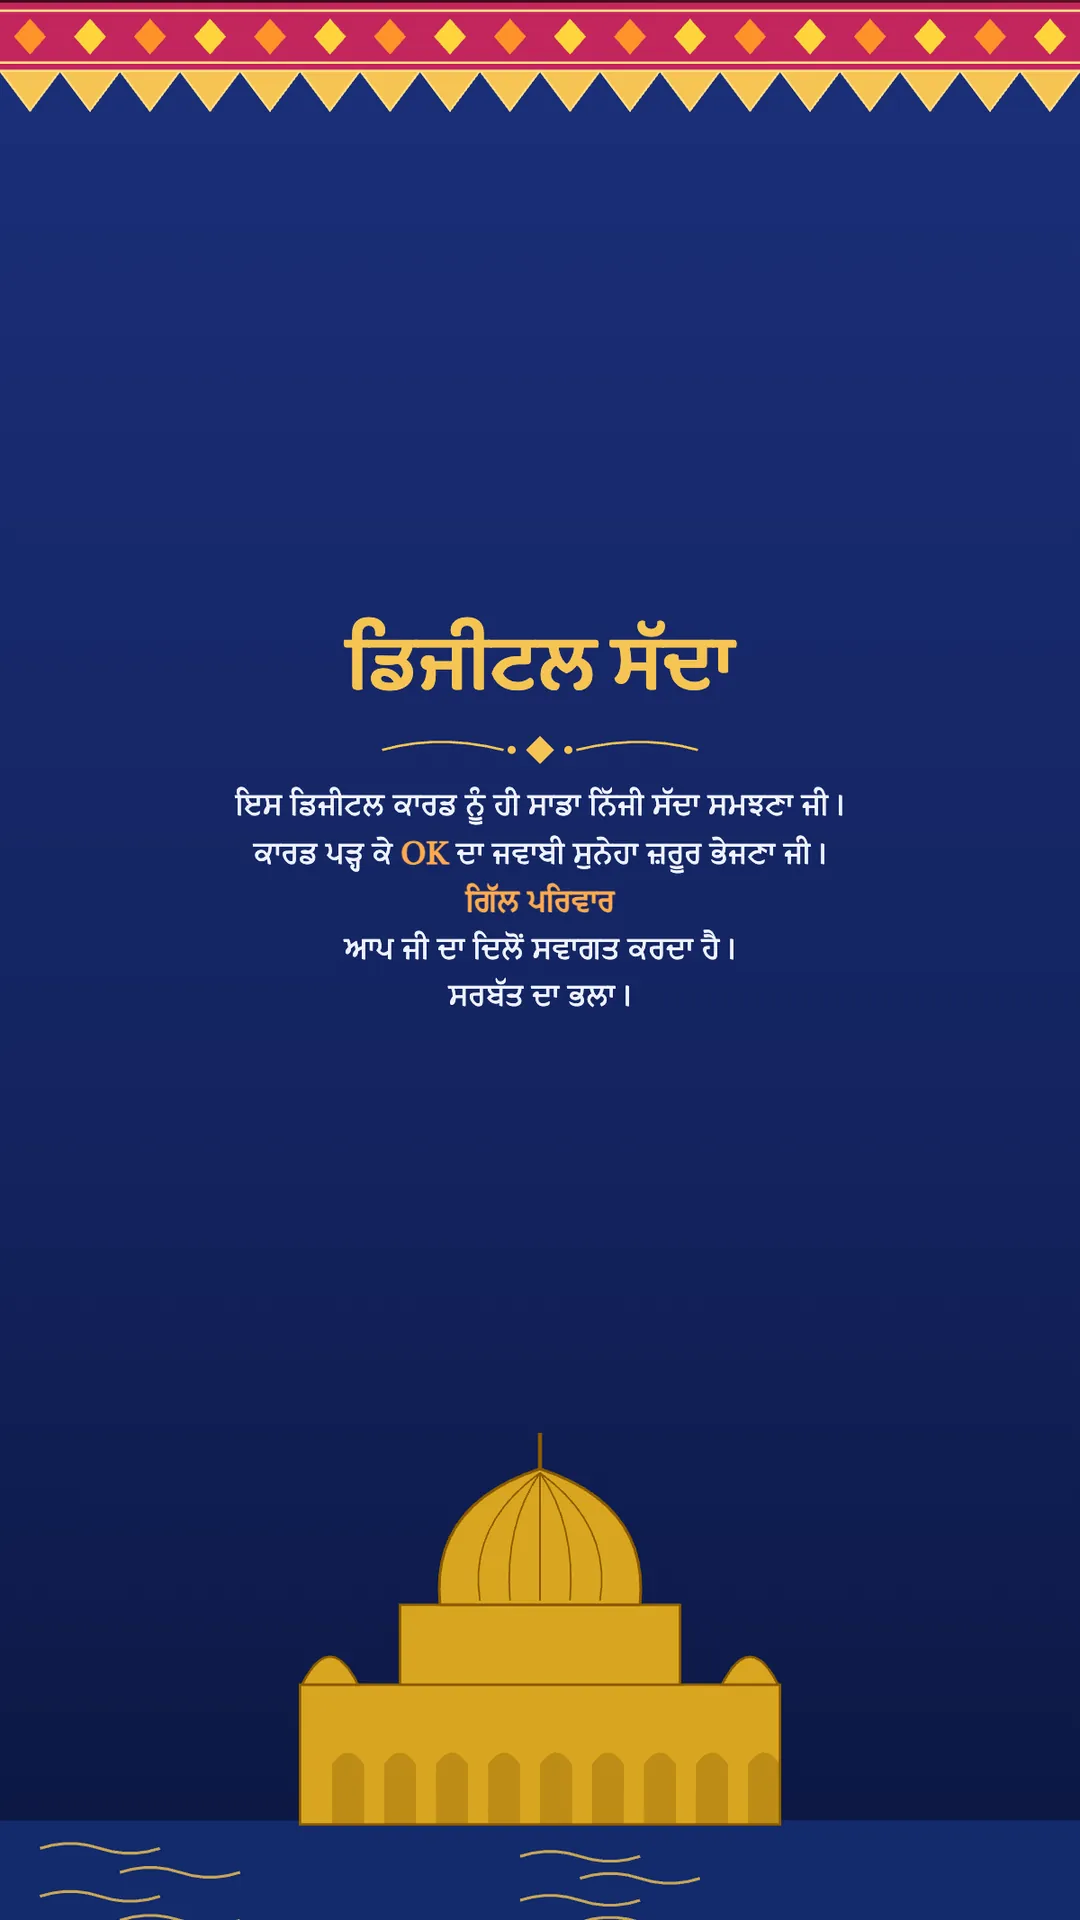 ਡਿਜੀਟਲ ਸੱਦਾ
ਇਸ ਡਿਜੀਟਲ ਕਾਰਡ ਨੂੰ ਹੀ ਸਾਡਾ ਨਿੱਜੀ ਸੱਦਾ ਸਮਝਣਾ ਜੀ।
ਕਾਰਡ ਪੜ੍ਹ ਕੇ OK ਦਾ ਜਵਾਬੀ ਸੁਨੇਹਾ ਜ਼ਰੂਰ ਭੇਜਣਾ ਜੀ।
ਗਿੱਲ ਪਰਿਵਾਰ
ਆਪ ਜੀ ਦਾ ਦਿਲੋਂ ਸਵਾਗਤ ਕਰਦਾ ਹੈ।
ਸਰਬੱਤ ਦਾ ਭਲਾ।